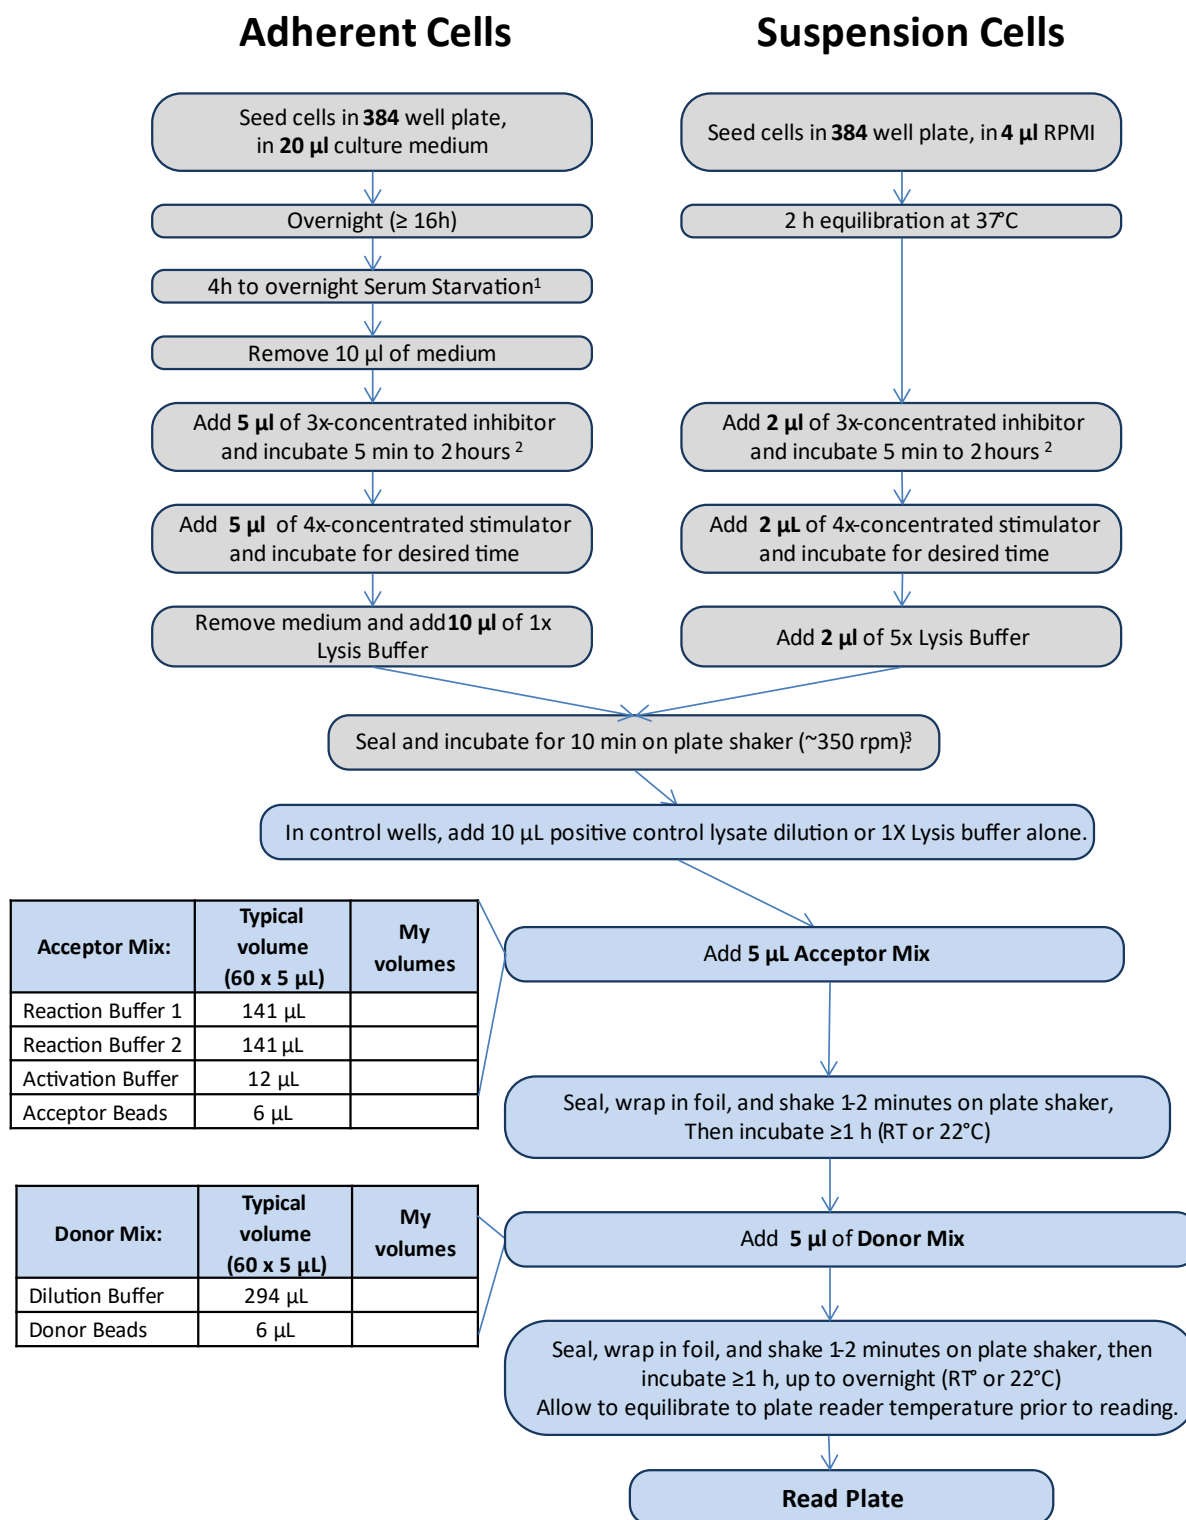 Adherent Cells
Suspension Cells
Seed cells in 384 well plate,
in 20 µl culture medium
Seed cells in 384 well plate, in 4 µl RPMI
Overnight (≥ 16h)
2 h equilibration at 37°C
4h to overnight Serum Starvation¹
Remove 10 µl of medium
Add 5 µl of 3x-concentrated inhibitor
and incubate 5 min to 2hours ²
Add 2 µl of 3x-concentrated inhibitor
and incubate 5 min to 2hours ²
Add 5 µl of 4x-concentrated stimulator
and incubate for desired time
Add 2 µL of 4x-concentrated stimulator
and incubate for desired time
Remove medium and add 10 µl of 1x
Lysis Buffer
Add 2 µl of 5x Lysis Buffer
Seal and incubate for 10 min on plate shaker (~350 rpm).³
In control wells, add 10 µL positive control lysate dilution or 1X Lysis buffer alone.
Acceptor Mix:
Typical
volume
(60 x 5 µL)
My
volumes
Reaction Buffer 1
141 µL
Reaction Buffer 2
141 µL
Activation Buffer
12 µL
Acceptor Beads
6 µL
Add 5 µL Acceptor Mix
Seal, wrap in foil, and shake 1-2 minutes on plate shaker,
Then incubate ≥1 h (RT or 22°C)
Donor Mix:
Typical
volume
(60 x 5 µL)
My
volumes
Dilution Buffer
294 µL
Donor Beads
6 µL
Add 5 µl of Donor Mix
Seal, wrap in foil, and shake 1-2 minutes on plate shaker, then
incubate ≥1 h, up to overnight (RT° or 22°C)
Allow to equilibrate to plate reader temperature prior to reading.
Read Plate